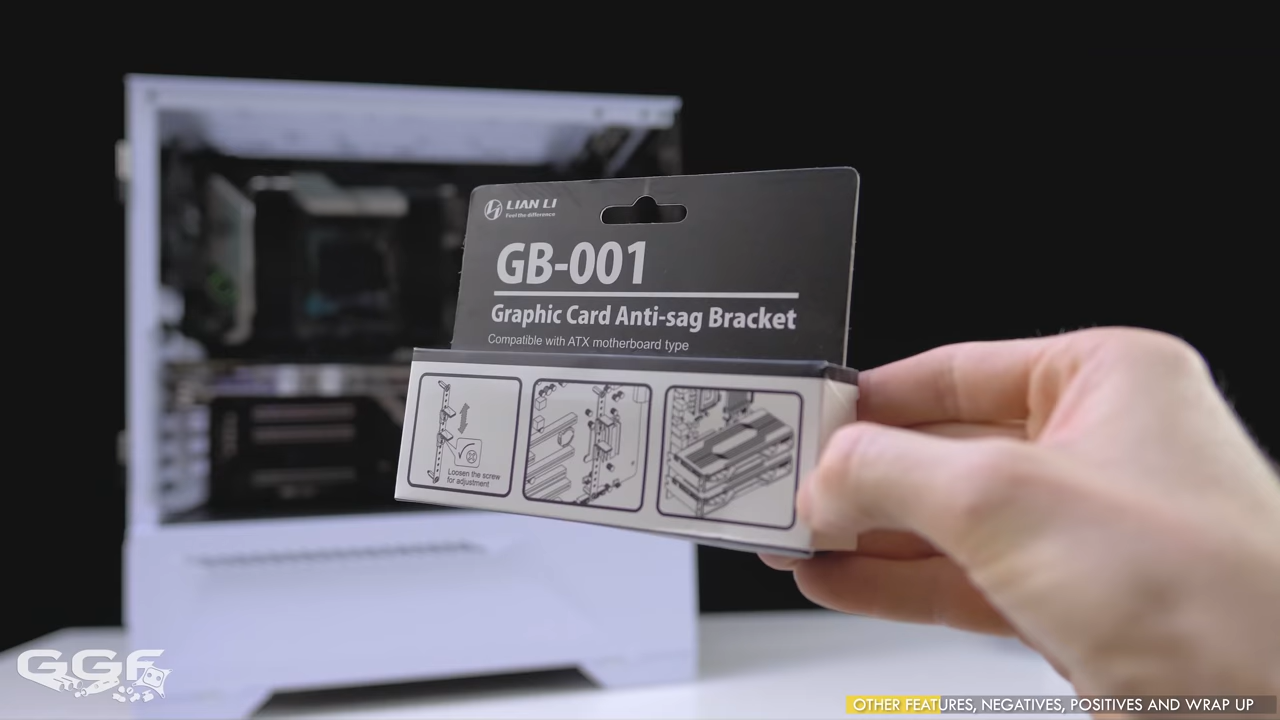 LIAN LI
Feel the difference
GB-001
Graphic Card Anti-sag Bracket
Compatible with ATX motherboard type
Loosen the screw
for adjustment
GGF
OTHER FEATURES, NEGATIVES, POSITIVES AND WRAP UP